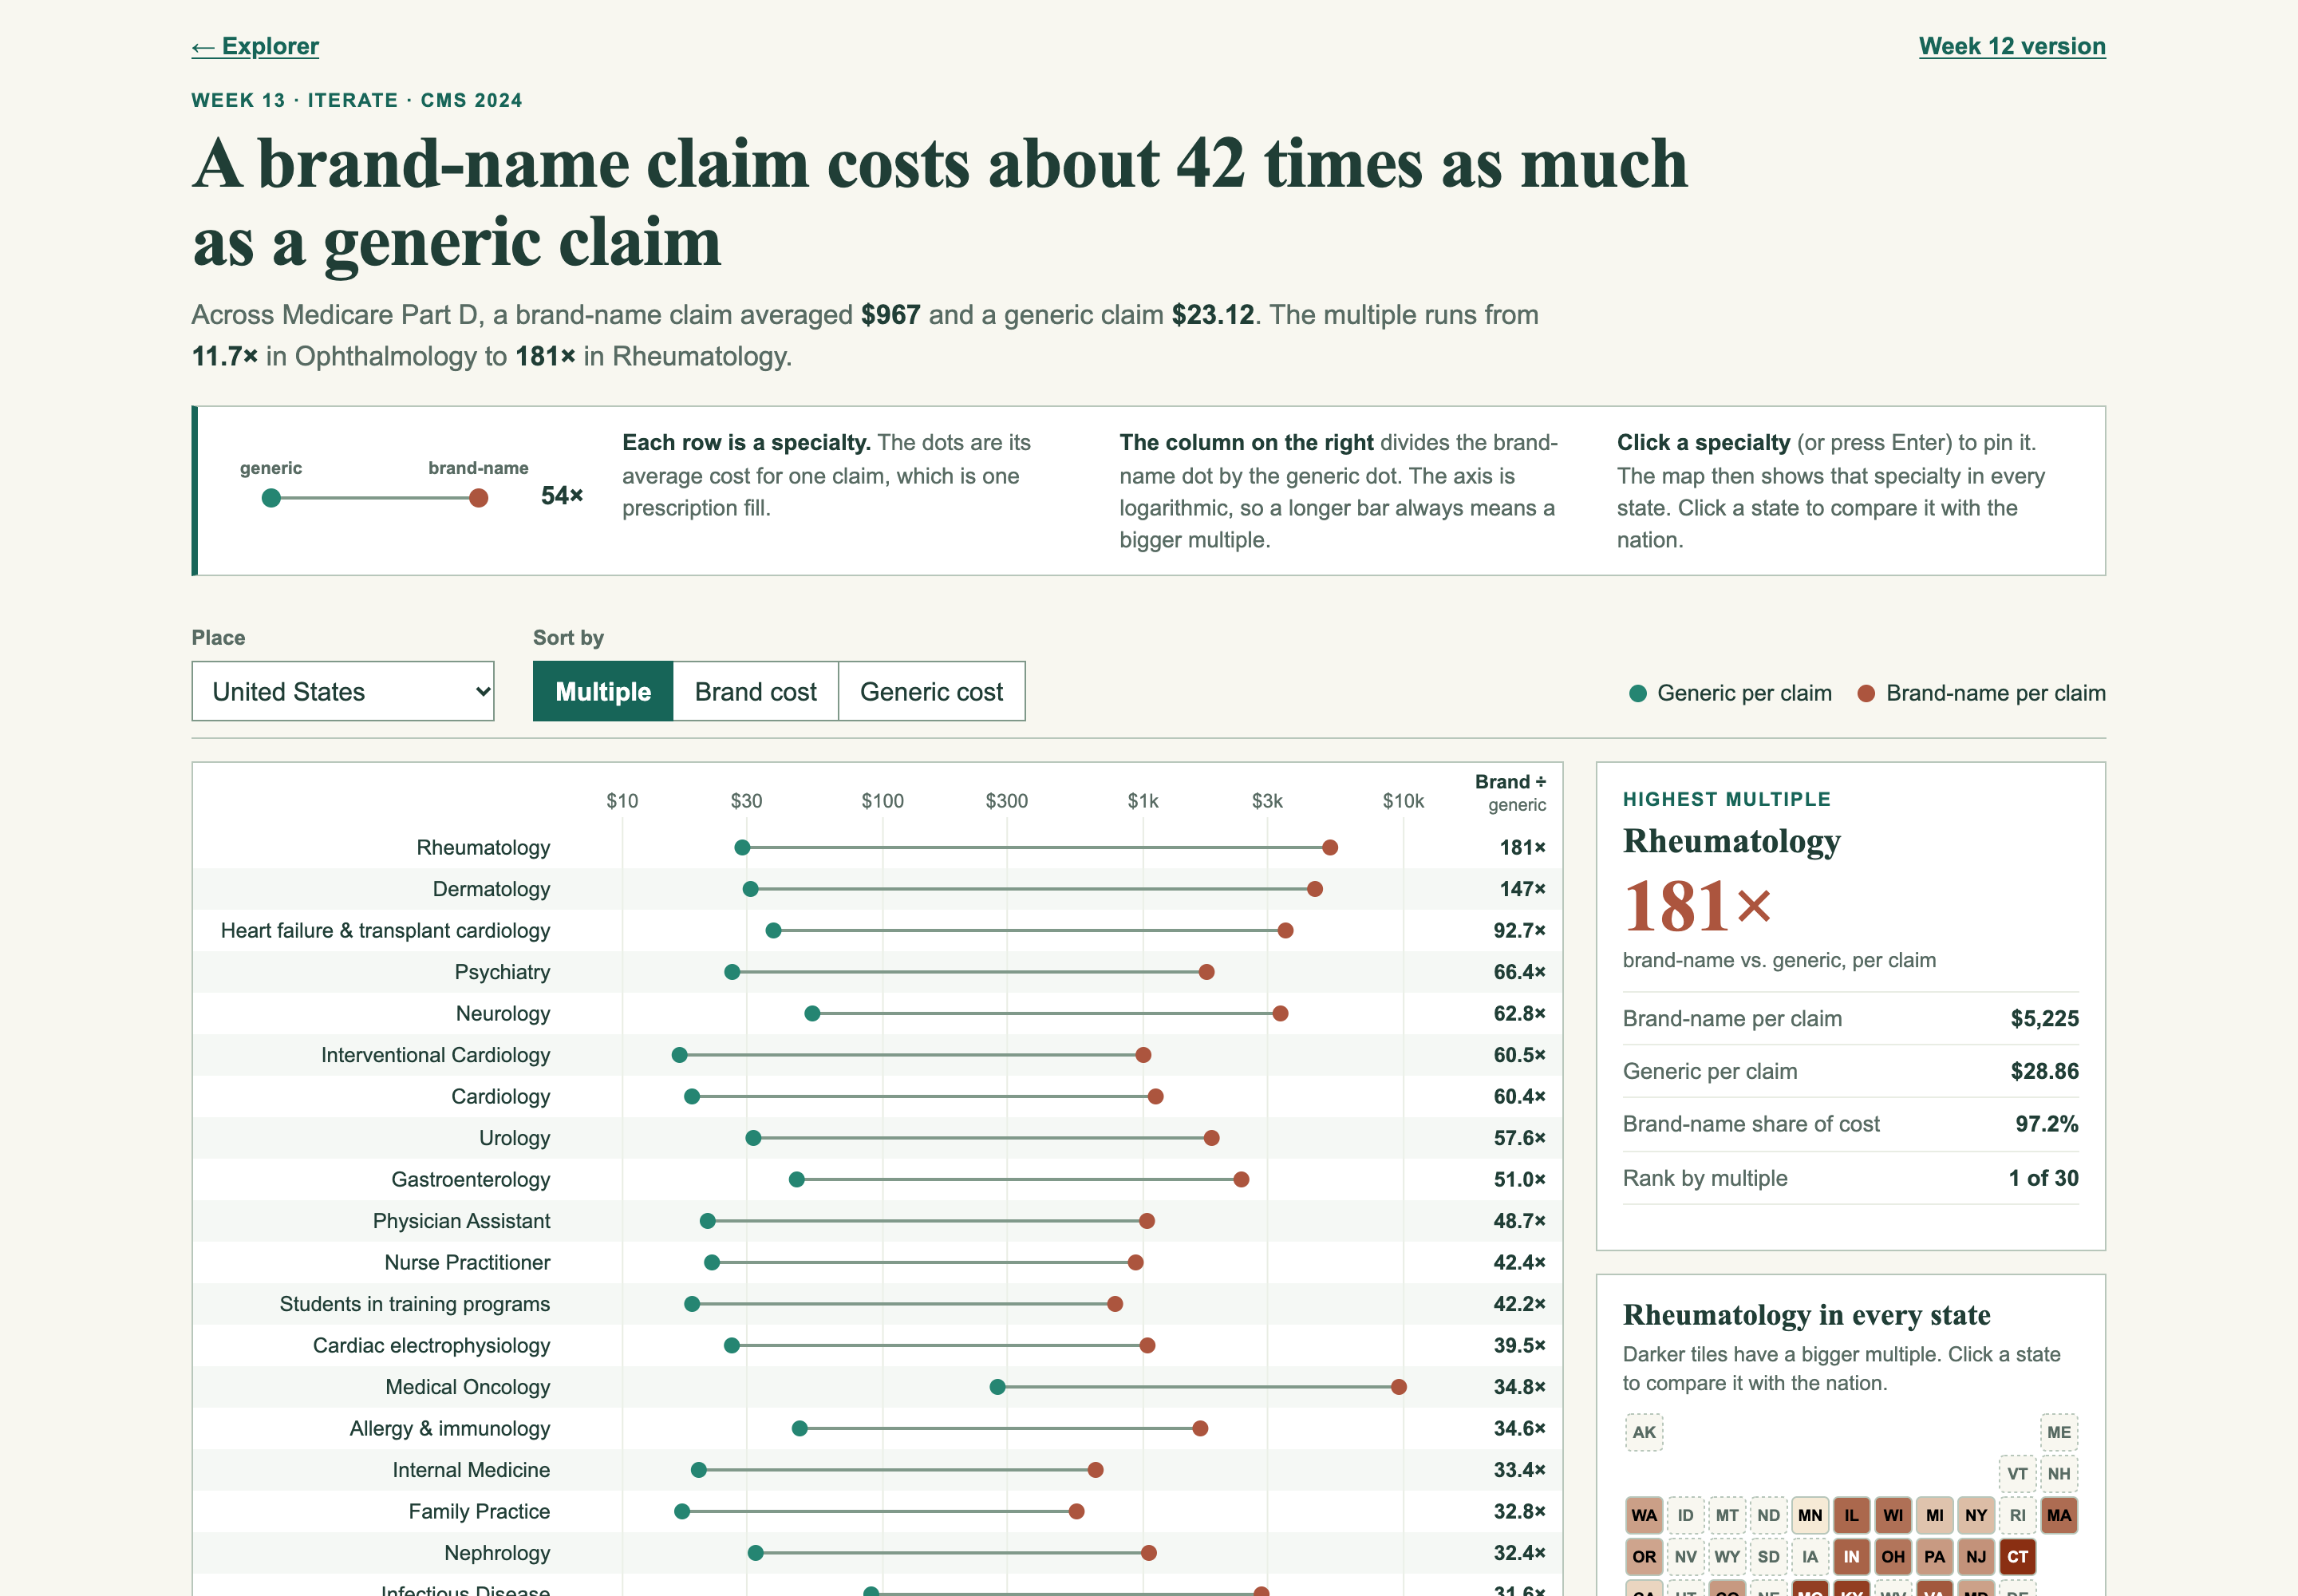 ← Explorer
Week 12 version
WEEK 13 · ITERATE · CMS 2024
A brand-name claim costs about 42 times as much
as a generic claim
Across Medicare Part D, a brand-name claim averaged $967 and a generic claim $23.12. The multiple runs from
11.7× in Ophthalmology to 181× in Rheumatology.
generic
brand-name
54×
Each row is a specialty. The dots are its
average cost for one claim, which is one
prescription fill.
The column on the right divides the brand-
name dot by the generic dot. The axis is
logarithmic, so a longer bar always means a
bigger multiple.
Click a specialty (or press Enter) to pin it.
The map then shows that specialty in every
state. Click a state to compare it with the
nation.
Place
United States
Sort by
Multiple Brand cost Generic cost
Generic per claim Brand-name per claim
$10 $30 $100 $300 $1k $3k $10k
Brand ÷
generic
Rheumatology 181×
Dermatology 147×
Heart failure & transplant cardiology 92.7×
Psychiatry 66.4×
Neurology 62.8×
Interventional Cardiology 60.5×
Cardiology 60.4×
Urology 57.6×
Gastroenterology 51.0×
Physician Assistant 48.7×
Nurse Practitioner 42.4×
Students in training programs 42.2×
Cardiac electrophysiology 39.5×
Medical Oncology 34.8×
Allergy & immunology 34.6×
Internal Medicine 33.4×
Family Practice 32.8×
Nephrology 32.4×
Infectious Disease 31.6×
HIGHEST MULTIPLE
Rheumatology
181×
brand-name vs. generic, per claim
Brand-name per claim $5,225
Generic per claim $28.86
Brand-name share of cost 97.2%
Rank by multiple 1 of 30
Rheumatology in every state
Darker tiles have a bigger multiple. Click a state
to compare it with the nation.
AK ME
VT NH
WA ID MT ND MN IL WI MI NY RI MA
OR NV WY SD IA IN OH PA NJ CT
CA UT CO NE MO KY WV VA MD DE